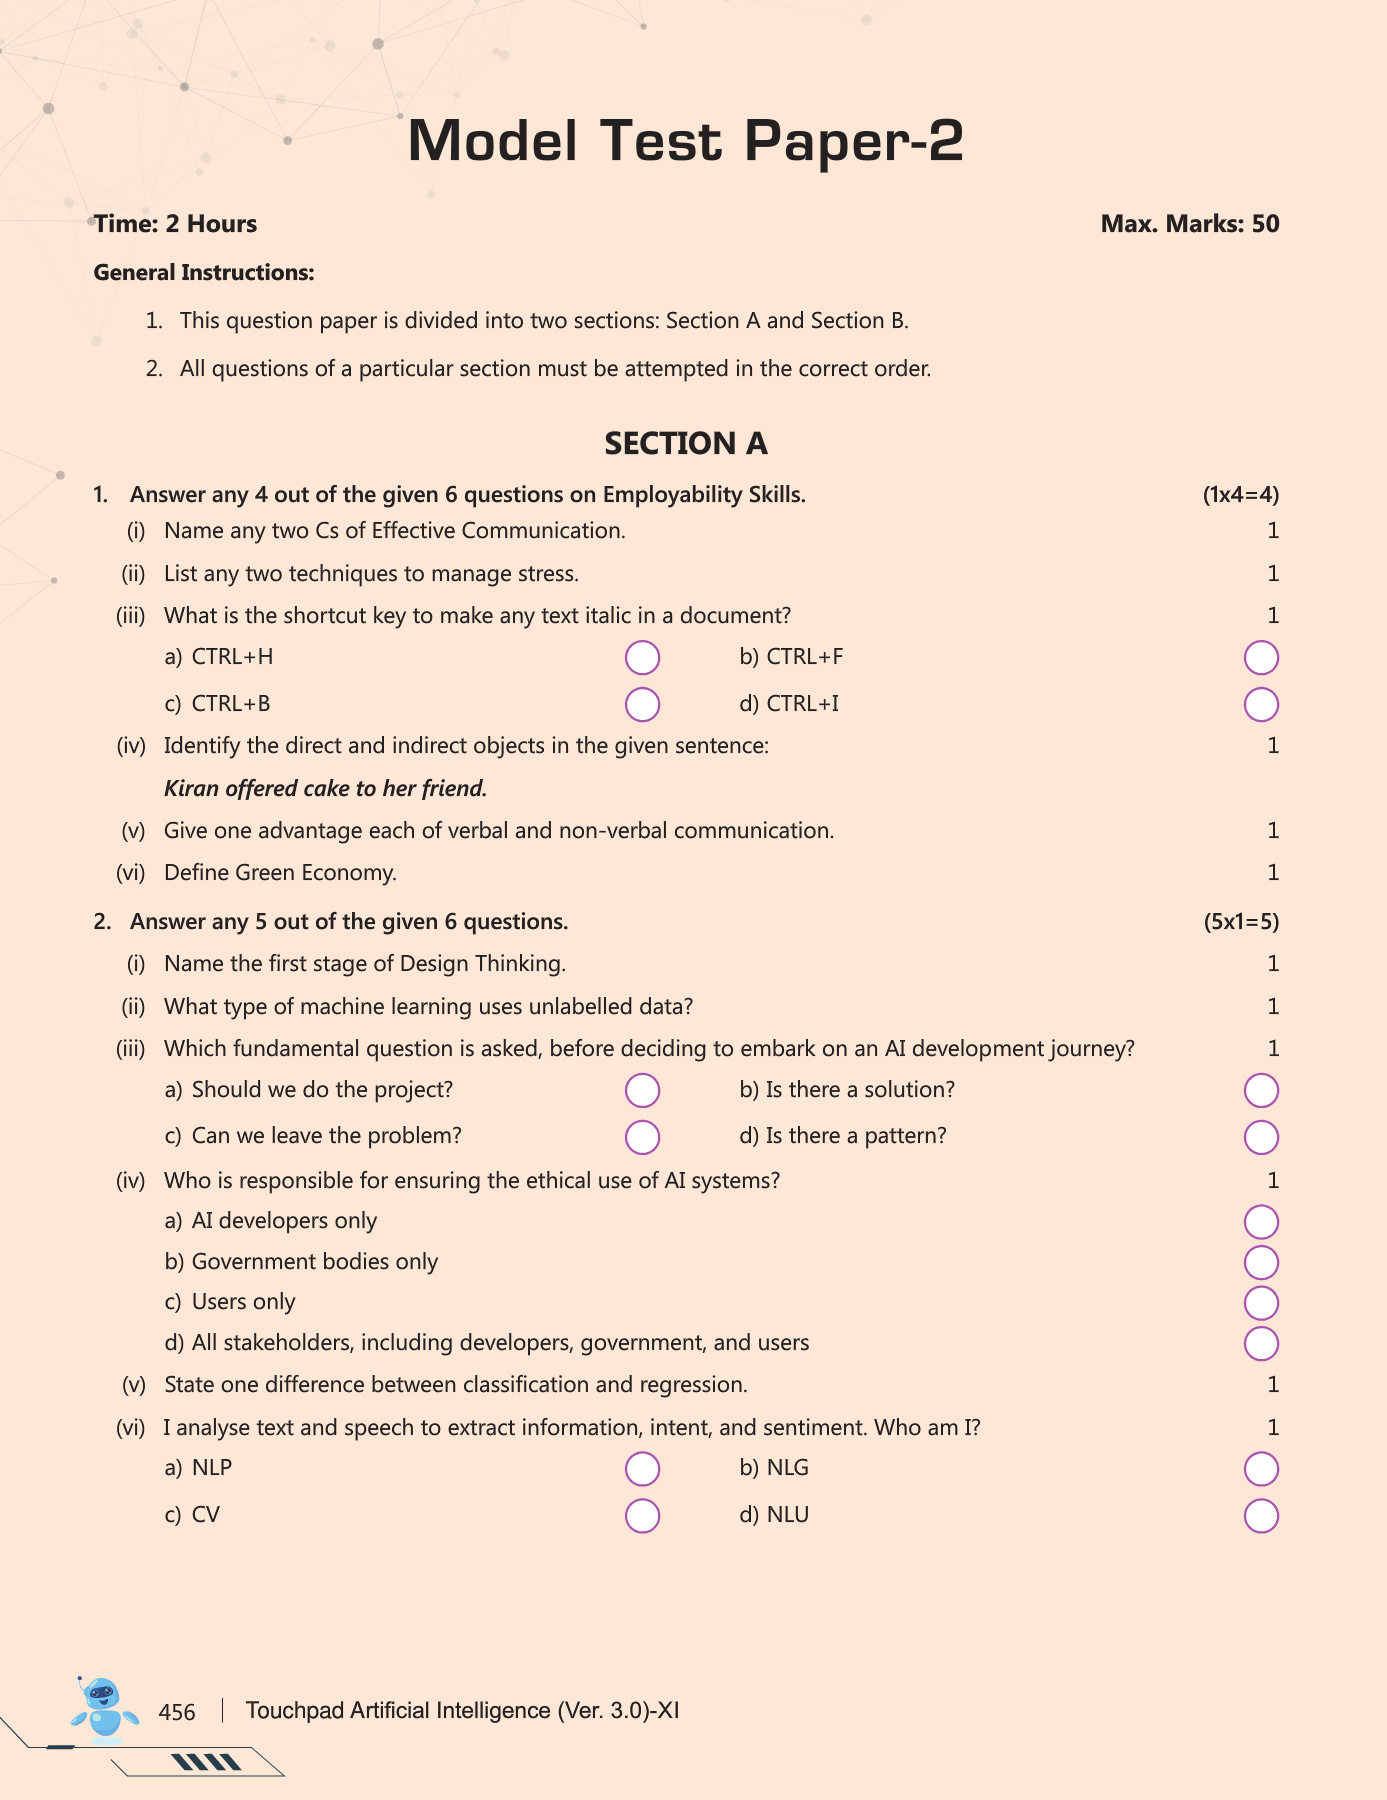 Model Test Paper-2
Time: 2 Hours Max. Marks: 50
General Instructions:
1. This question paper is divided into two sections: Section A and Section B.
2. All questions of a particular section must be attempted in the correct order.
SECTION A
1. Answer any 4 out of the given 6 questions on Employability Skills. (1x4=4)
(i) Name any two Cs of Effective Communication. 1
(ii) List any two techniques to manage stress. 1
(iii) What is the shortcut key to make any text italic in a document? 1
a) CTRL+H b) CTRL+F
c) CTRL+B d) CTRL+I
(iv) Identify the direct and indirect objects in the given sentence: 1
Kiran offered cake to her friend.
(v) Give one advantage each of verbal and non-verbal communication. 1
(vi) Define Green Economy. 1
2. Answer any 5 out of the given 6 questions. (5x1=5)
(i) Name the first stage of Design Thinking. 1
(ii) What type of machine learning uses unlabelled data? 1
(iii) Which fundamental question is asked, before deciding to embark on an AI development journey? 1
a) Should we do the project? b) Is there a solution?
c) Can we leave the problem? d) Is there a pattern?
(iv) Who is responsible for ensuring the ethical use of AI systems? 1
a) AI developers only
b) Government bodies only
c) Users only
d) All stakeholders, including developers, government, and users
(v) State one difference between classification and regression. 1
(vi) I analyse text and speech to extract information, intent, and sentiment. Who am I? 1
a) NLP b) NLG
c) CV d) NLU
456 Touchpad Artificial Intelligence (Ver. 3.0)-XI